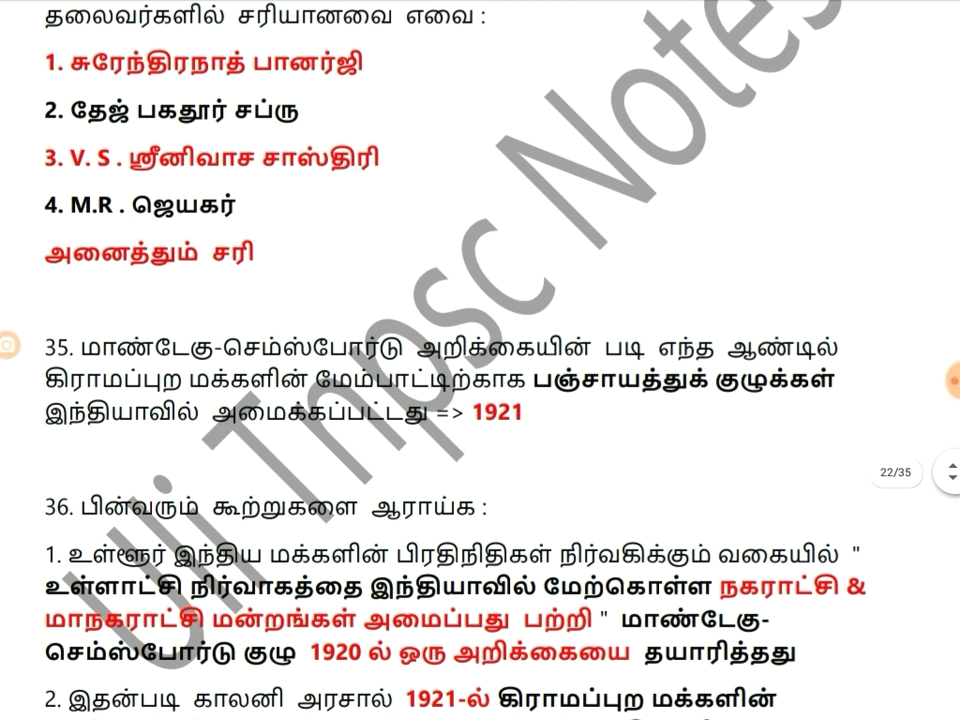 தலைவர்களில் சரியானவை எவை :
1. சுரேந்திரநாத் பானர்ஜி
2. தேஜ் பகதூர் சப்ரு
3. V. S . ஶ்ரீனிவாச சாஸ்திரி
4. M.R . ஜெயகர்
அனைத்தும் சரி
35. மாண்டேகு-செம்ஸ்போர்டு அறிக்கையின் படி எந்த ஆண்டில்
கிராமப்புற மக்களின் மேம்பாட்டிற்காக பஞ்சாயத்துக் குழுக்கள்
இந்தியாவில் அமைக்கப்பட்டது => 1921
22/35
36. பின்வரும் கூற்றுகளை ஆராய்க :
1. உள்ளூர் இந்திய மக்களின் பிரதிநிதிகள் நிர்வகிக்கும் வகையில் "
உள்ளாட்சி நிர்வாகத்தை இந்தியாவில் மேற்கொள்ள நகராட்சி &
மாநகராட்சி மன்றங்கள் அமைப்பது பற்றி " மாண்டேகு-
செம்ஸ்போர்டு குழு 1920 ல் ஒரு அறிக்கையை தயாரித்தது
2. இதன்படி காலனி அரசால் 1921-ல் கிராமப்புற மக்களின்
Tnpsc Notes